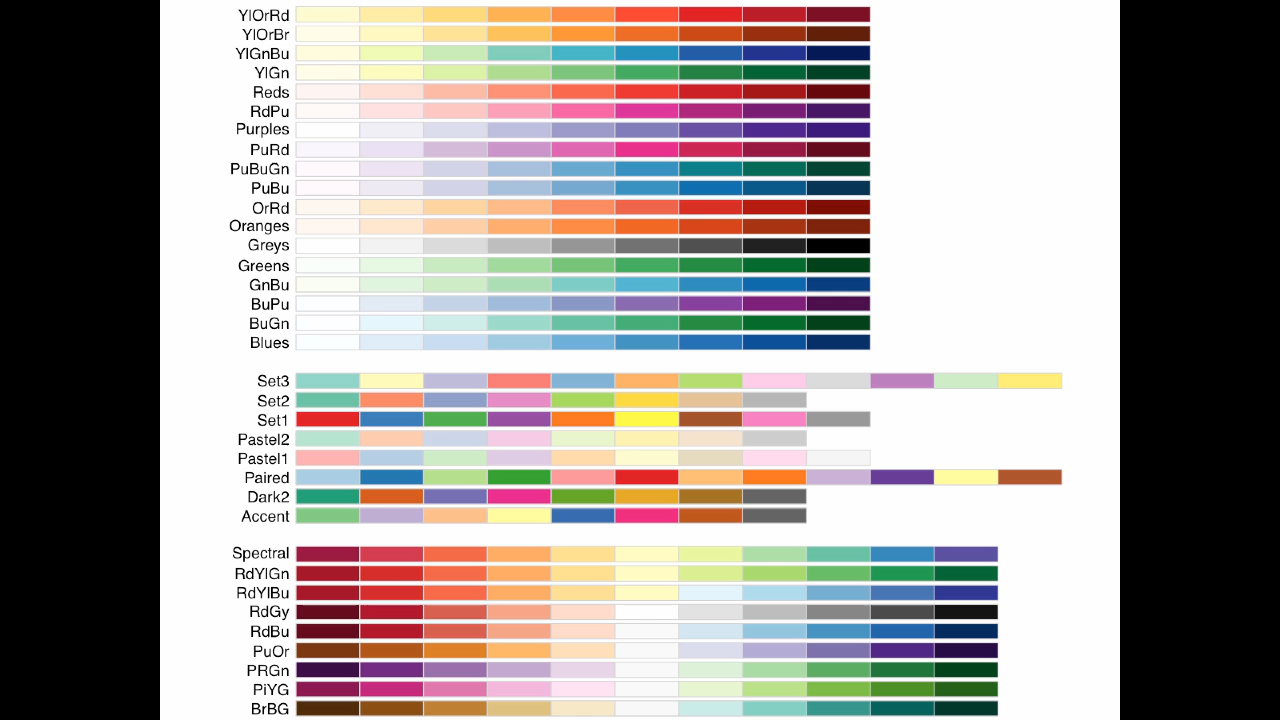 YlOrRd
YlOrBr
YlGnBu
YlGn
Reds
RdPu
Purples
PuRd
PuBuGn
PuBu
OrRd
Oranges
Greys
Greens
GnBu
BuPu
BuGn
Blues
Set3
Set2
Set1
Pastel2
Pastel1
Paired
Dark2
Accent
Spectral
RdYlGn
RdYlBu
RdGy
RdBu
PuOr
PRGn
PiYG
BrBG